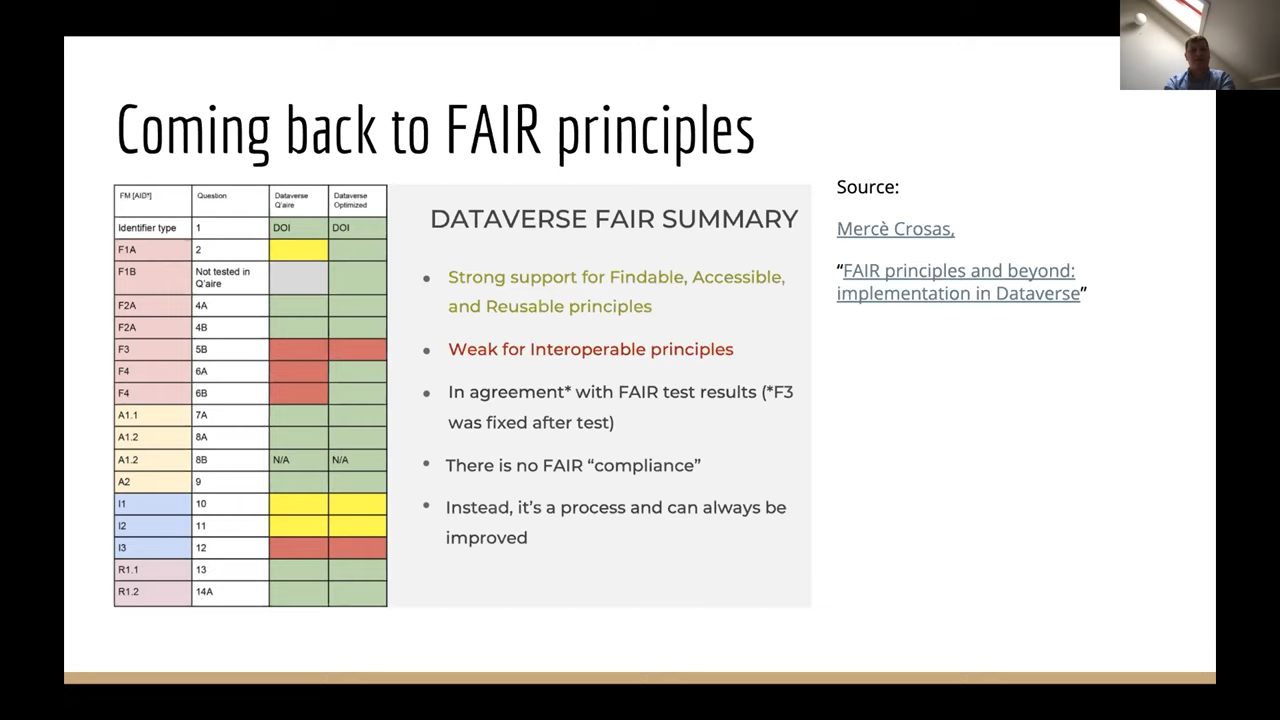 Coming back to FAIR principles
FM [AID*] Question Dataverse Q'aire Dataverse Optimized
Identifier type 1 DOI DOI
F1A 2
F1B Not tested in Q'aire
F2A 4A
F2A 4B
F3 5B
F4 6A
F4 6B
A1.1 7A
A1.2 8A
A1.2 8B N/A N/A
A2 9
I1 10
I2 11
I3 12
R1.1 13
R1.2 14A
DATAVERSE FAIR SUMMARY
• Strong support for Findable, Accessible,
and Reusable principles
• Weak for Interoperable principles
• In agreement* with FAIR test results (*F3
was fixed after test)
• There is no FAIR “compliance”
• Instead, it’s a process and can always be
improved
Source:
Mercè Crosas,
“FAIR principles and beyond:
implementation in Dataverse”